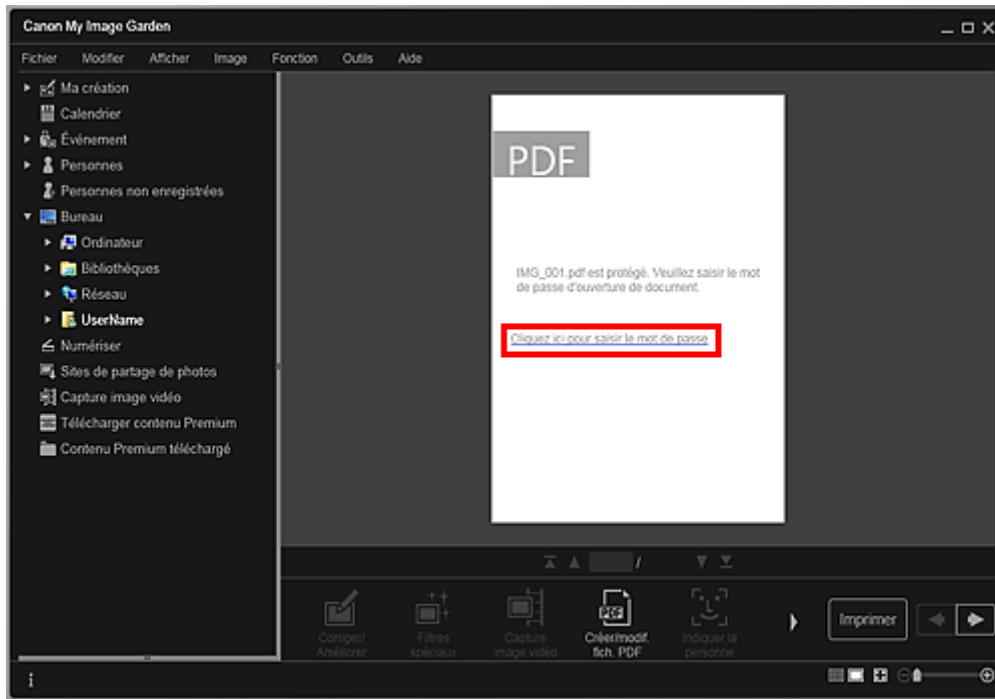 Canon My Image Garden
Fichier Modifier Afficher Image Fonction Outils Aide
Ma création
Calendrier
Événement
Personnes
Personnes non enregistrées
Bureau
Ordinateur
Bibliothèques
Réseau
UserName
Numériser
Sites de partage de photos
Capture image vidéo
Télécharger contenu Premium
Contenu Premium téléchargé
PDF
IMG_001.pdf est protégé. Veuillez saisir le mot
de passe d'ouverture de document.
Cliquez ici pour saisir le mot de passe
/
Corriger/
Améliorer
Filtres
spéciaux
Capture
image vidéo
PDF
Créer/modif.
fich. PDF
Indiquer la
personne
Imprimer